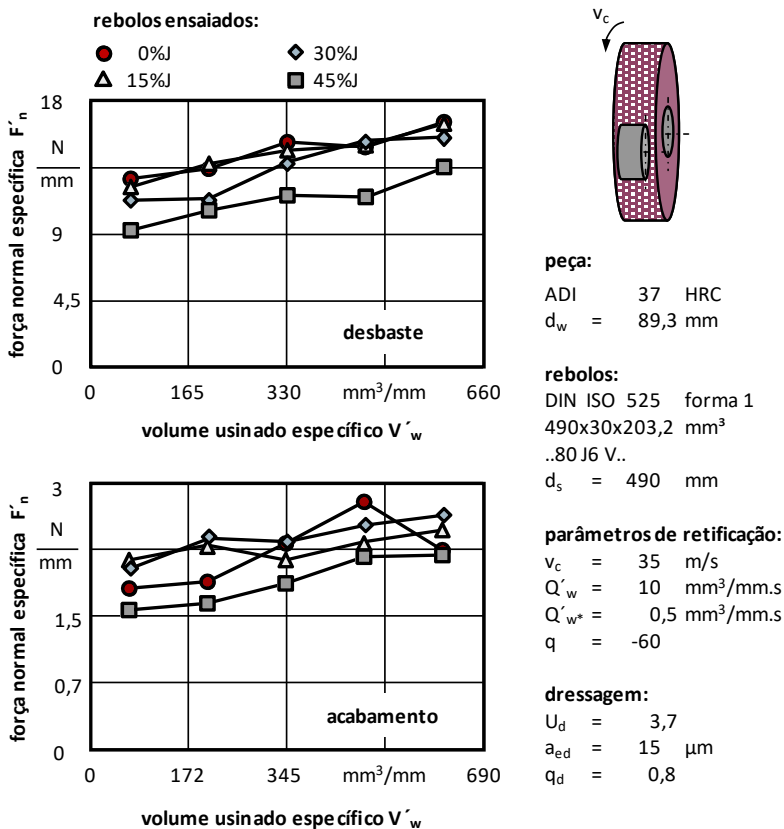 rebolos ensaiados:
0%J
30%J
15%J
45%J
força normal específica F´n
18
N
mm
9
4,5
0
desbaste
0
165
330
mm³/mm
660
volume usinado específico V´w
força normal específica F´n
3
N
mm
1,5
0,7
0
acabamento
0
172
345
mm³/mm
690
volume usinado específico V´w
vc
peça:
ADI 37 HRC
dw = 89,3 mm
rebolos:
DIN ISO 525 forma 1
490x30x203,2 mm³
..80 J6 V..
ds = 490 mm
parâmetros de retificação:
vc = 35 m/s
Q´w = 10 mm³/mm.s
Q´w* = 0,5 mm³/mm.s
q = -60
dressagem:
Ud = 3,7
aed = 15 µm
qd = 0,8